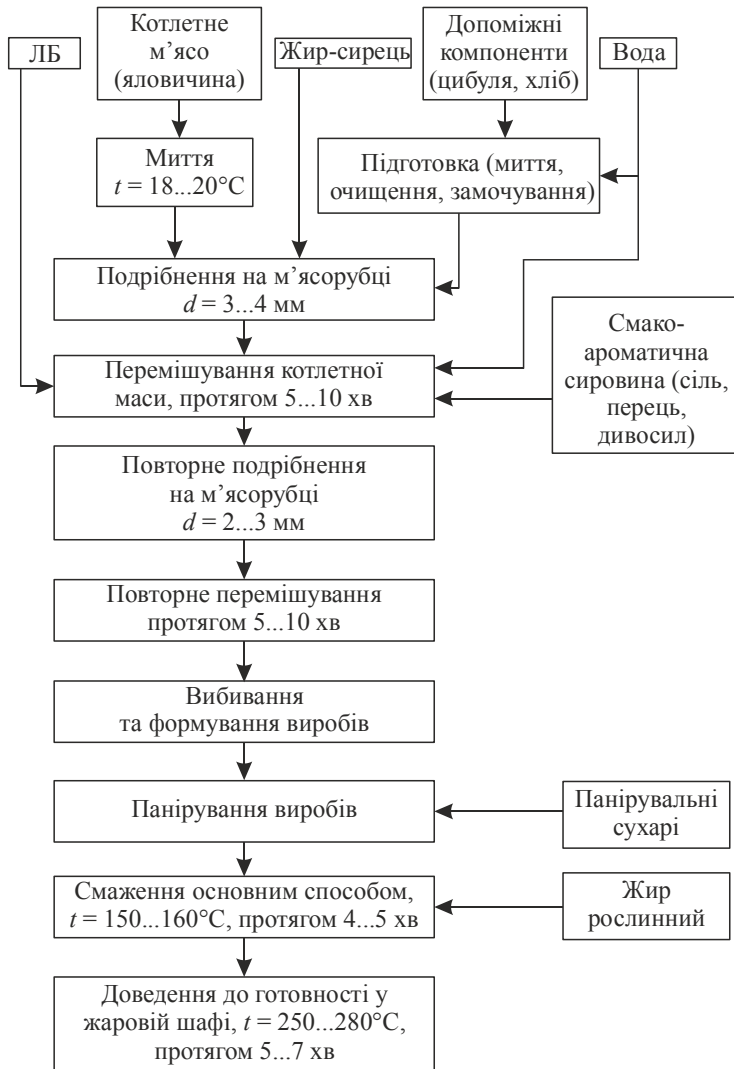 ЛБ
Котлетне
м’ясо
(яловичина)
Жир-сирець
Допоміжні
компоненти
(цибуля, хліб)
Вода
Миття
t = 18...20°C
Підготовка (миття,
очищення, замочування)
Подрібнення на м’ясорубці
d = 3...4 мм
Перемішування котлетної
маси, протягом 5...10 хв
Смако-
ароматична
сировина (сіль,
перець,
дивосил)
Повторне подрібнення
на м’ясорубці
d = 2...3 мм
Повторне перемішування
протягом 5...10 хв
Вибивання
та формування виробів
Панірування виробів
Панірувальні
сухарі
Смаження основним способом,
t = 150...160°C, протягом 4...5 хв
Жир
рослинний
Доведення до готовності у
жаровій шафі, t = 250...280°C,
протягом 5...7 хв